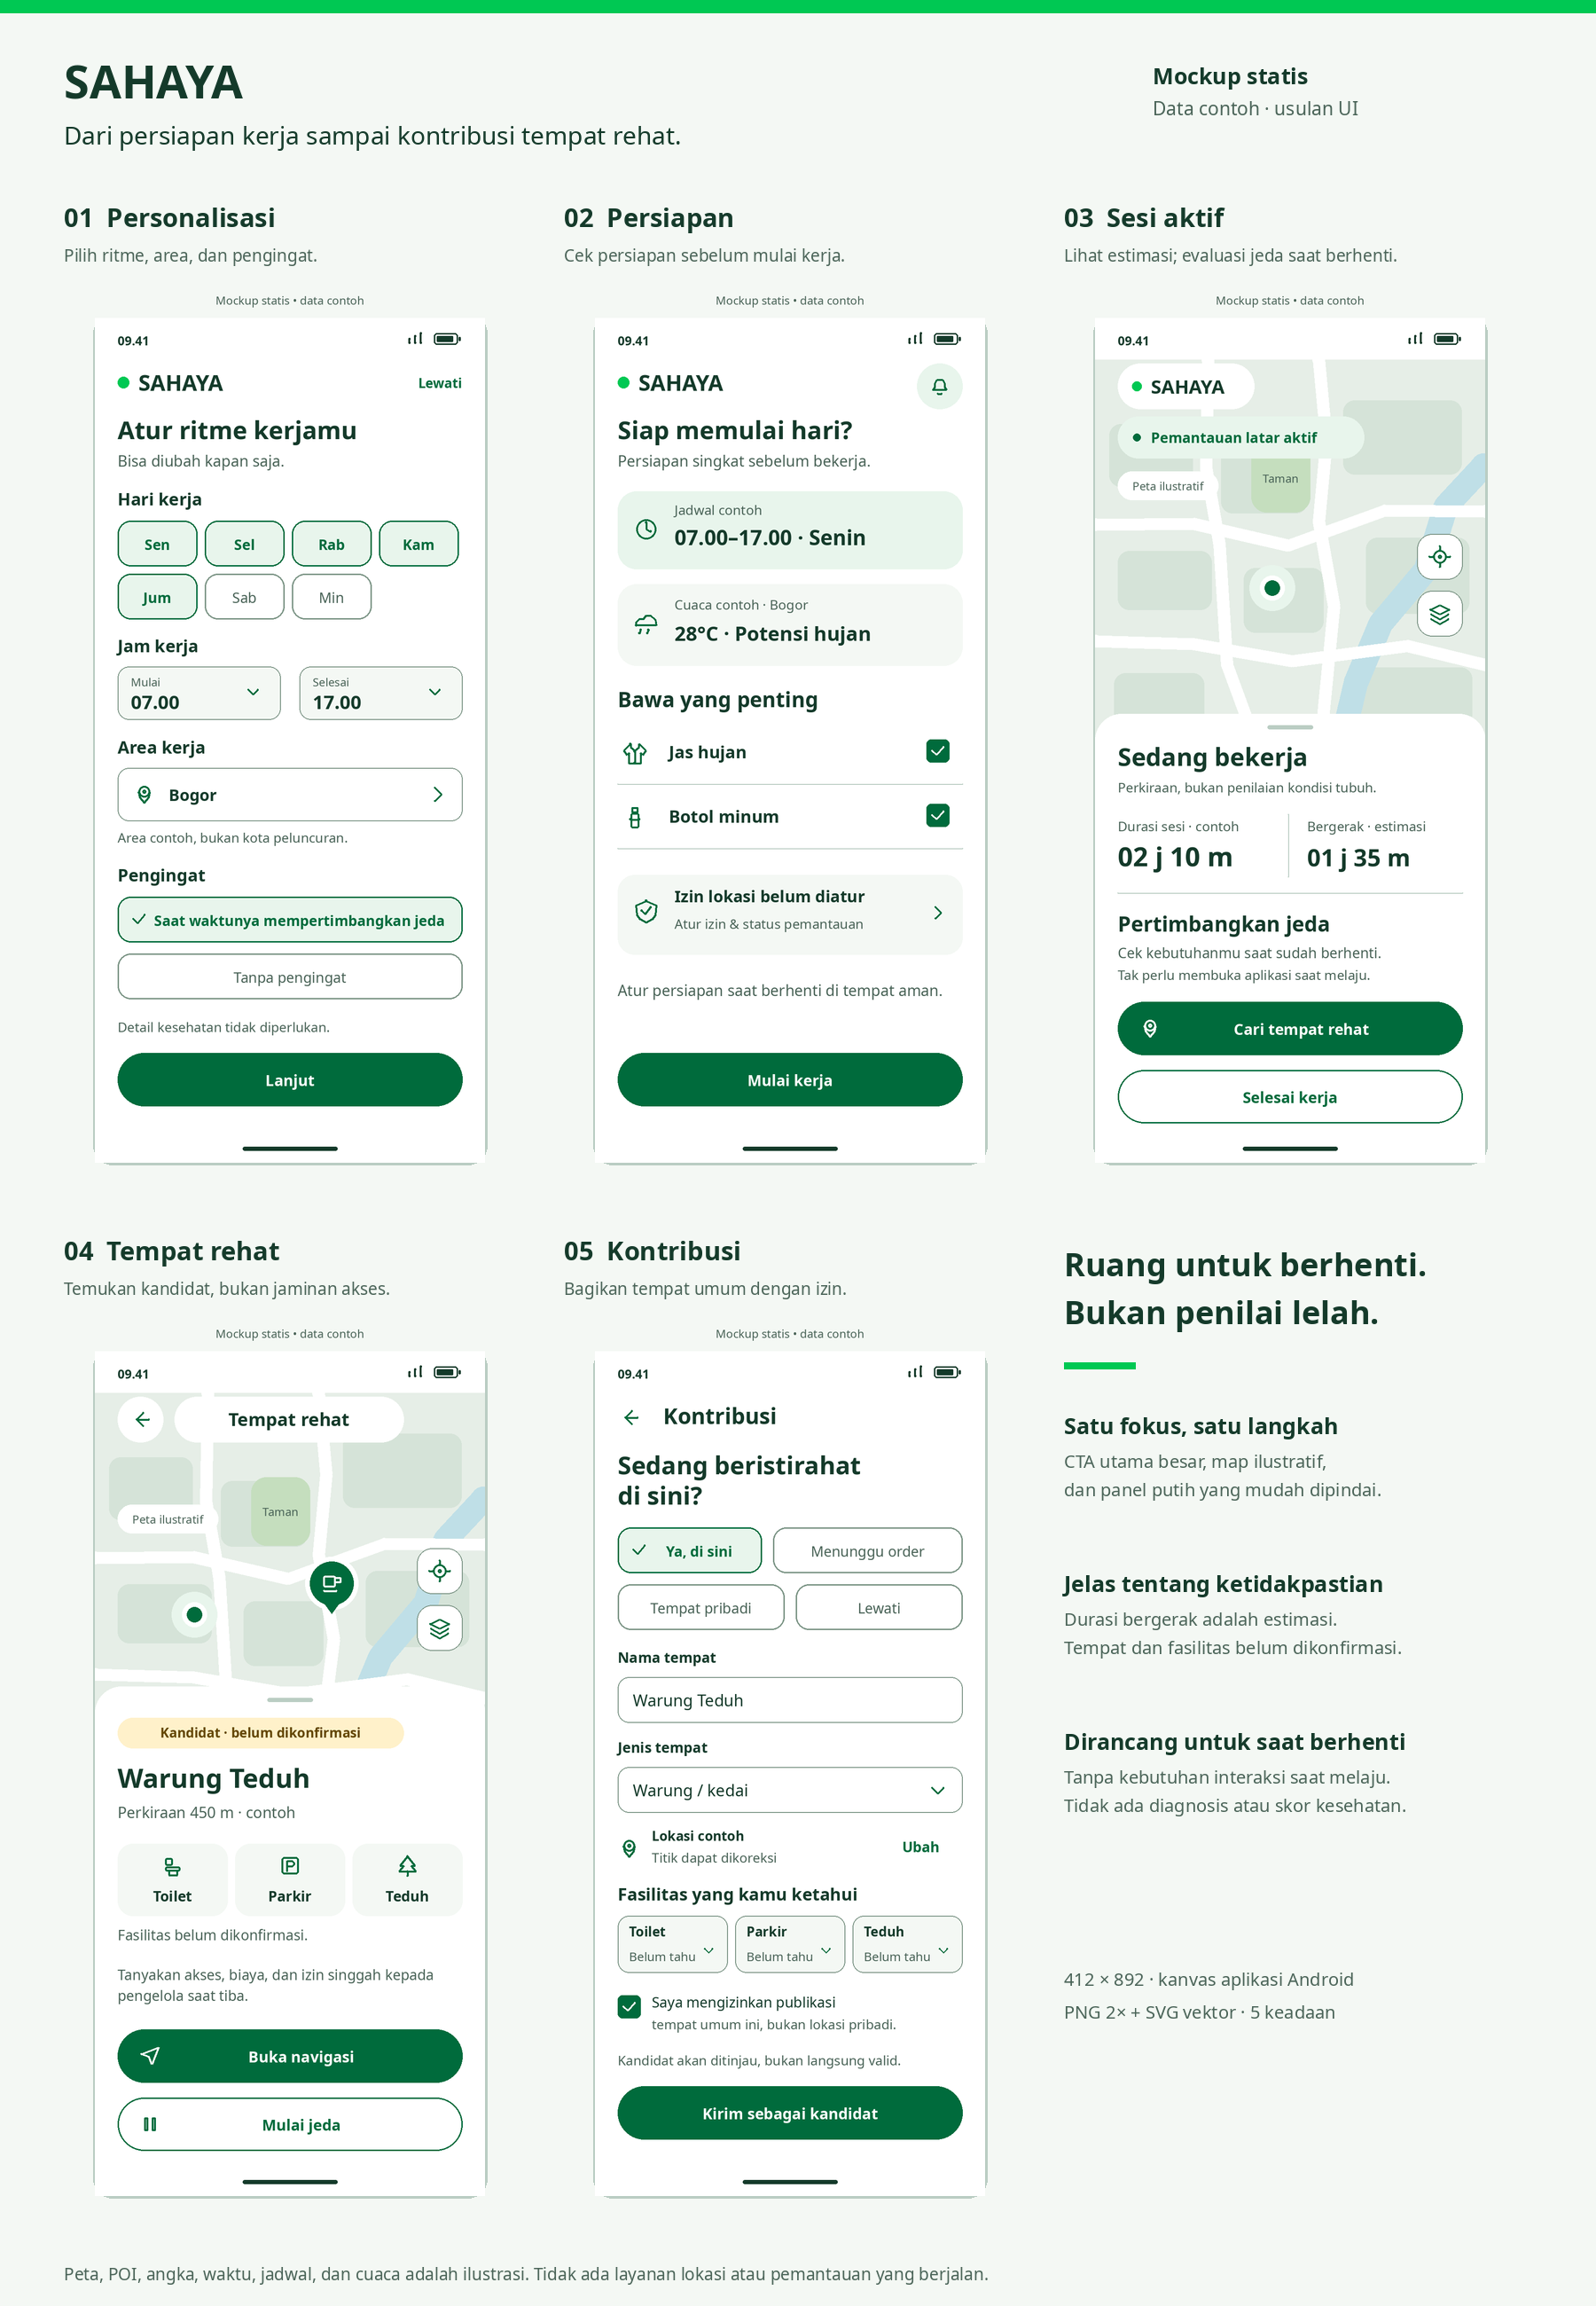 SAHAYA
Dari persiapan kerja sampai kontribusi tempat rehat.
Mockup statis
Data contoh · usulan UI
01 Personalisasi
Pilih ritme, area, dan pengingat.
Mockup statis • data contoh
09.41
SAHAYA
Lewati
Atur ritme kerjamu
Bisa diubah kapan saja.
Hari kerja
Sen Sel Rab Kam
Jum Sab Min
Jam kerja
Mulai
07.00
Selesai
17.00
Area kerja
Bogor
Area contoh, bukan kota peluncuran.
Pengingat
Saat waktunya mempertimbangkan jeda
Tanpa pengingat
Detail kesehatan tidak diperlukan.
Lanjut
02 Persiapan
Cek persiapan sebelum mulai kerja.
Mockup statis • data contoh
09.41
SAHAYA
Siap memulai hari?
Persiapan singkat sebelum bekerja.
Jadwal contoh
07.00–17.00 · Senin
Cuaca contoh · Bogor
28°C · Potensi hujan
Bawa yang penting
Jas hujan
Botol minum
Izin lokasi belum diatur
Atur izin & status pemantauan
Atur persiapan saat berhenti di tempat aman.
Mulai kerja
03 Sesi aktif
Lihat estimasi; evaluasi jeda saat berhenti.
Mockup statis • data contoh
09.41
SAHAYA
Pemantauan latar aktif
Peta ilustratif
Taman
Sedang bekerja
Perkiraan, bukan penilaian kondisi tubuh.
Durasi sesi · contoh
02 j 10 m
Bergerak · estimasi
01 j 35 m
Pertimbangkan jeda
Cek kebutuhanmu saat sudah berhenti.
Tak perlu membuka aplikasi saat melaju.
Cari tempat rehat
Selesai kerja
04 Tempat rehat
Temukan kandidat, bukan jaminan akses.
Mockup statis • data contoh
09.41
Tempat rehat
Taman
Peta ilustratif
Kandidat · belum dikonfirmasi
Warung Teduh
Perkiraan 450 m · contoh
Toilet Parkir Teduh
Fasilitas belum dikonfirmasi.
Tanyakan akses, biaya, dan izin singgah kepada
pengelola saat tiba.
Buka navigasi
Mulai jeda
05 Kontribusi
Bagikan tempat umum dengan izin.
Mockup statis • data contoh
09.41
Kontribusi
Sedang beristirahat
di sini?
Ya, di sini Menunggu order
Tempat pribadi Lewati
Nama tempat
Warung Teduh
Jenis tempat
Warung / kedai
Lokasi contoh
Titik dapat dikoreksi
Ubah
Fasilitas yang kamu ketahui
Toilet Parkir Teduh
Belum tahu Belum tahu Belum tahu
Saya mengizinkan publikasi
tempat umum ini, bukan lokasi pribadi.
Kandidat akan ditinjau, bukan langsung valid.
Kirim sebagai kandidat
Ruang untuk berhenti.
Bukan penilai lelah.
Satu fokus, satu langkah
CTA utama besar, map ilustratif,
dan panel putih yang mudah dipindai.
Jelas tentang ketidakpastian
Durasi bergerak adalah estimasi.
Tempat dan fasilitas belum dikonfirmasi.
Dirancang untuk saat berhenti
Tanpa kebutuhan interaksi saat melaju.
Tidak ada diagnosis atau skor kesehatan.
412 × 892 · kanvas aplikasi Android
PNG 2× + SVG vektor · 5 keadaan
Peta, POI, angka, waktu, jadwal, dan cuaca adalah ilustrasi. Tidak ada layanan lokasi atau pemantauan yang berjalan.